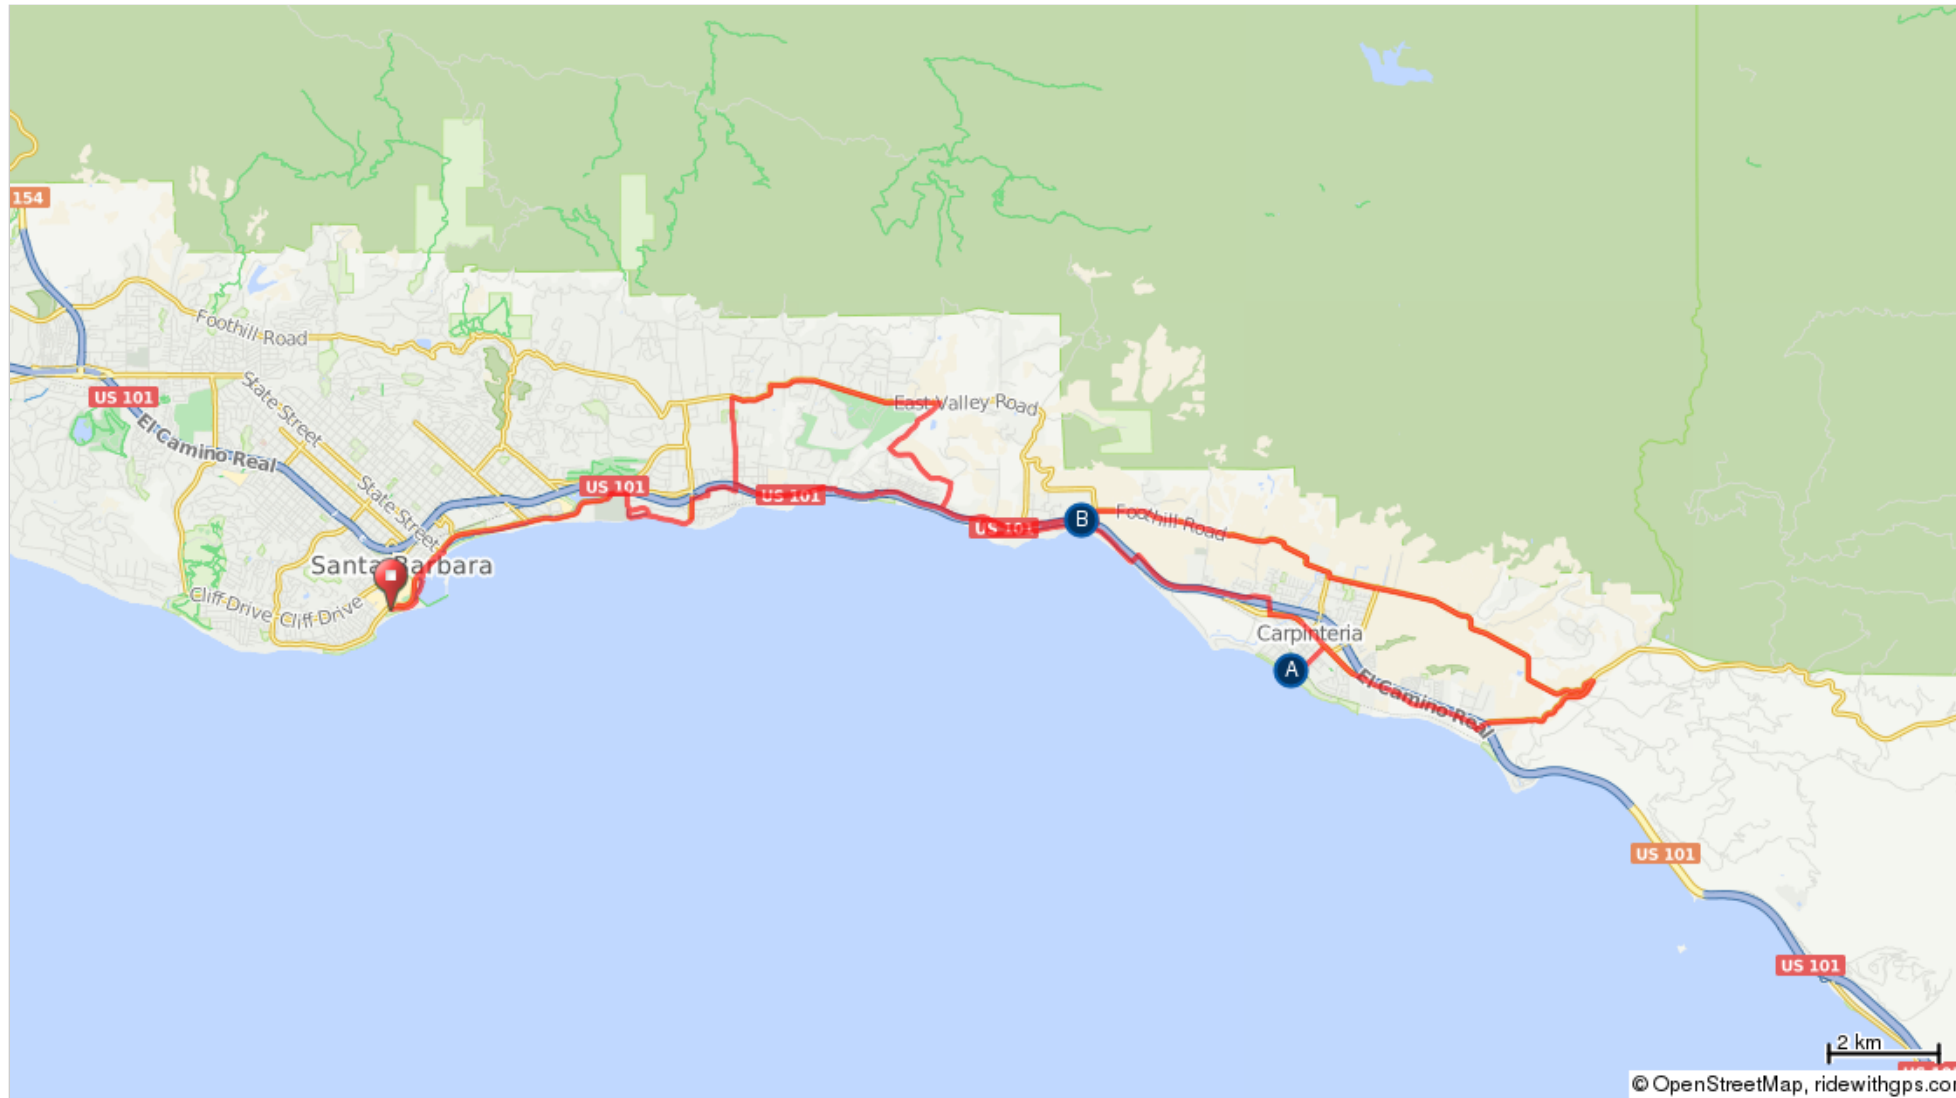 154
Foothill Road
US 101
State Street
El Camino Real
East Valley Road
US 101
State Street
US 101
US 101
B
Foothill Road
Santa Barbara
Cliff Drive
Cliff Drive
Carpinteria
A
El Camino Real
US 101
US 101
2 km
© OpenStreetMap, ridewithgps.co